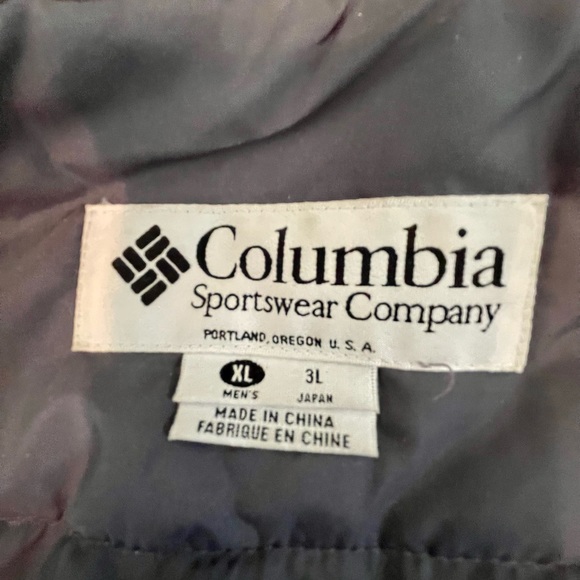 Columbia
Sportswear Company
PORTLAND, OREGON U. S. A.
XL 3L
MEN'S JAPAN
MADE IN CHINA
FABRIQUE EN CHINE